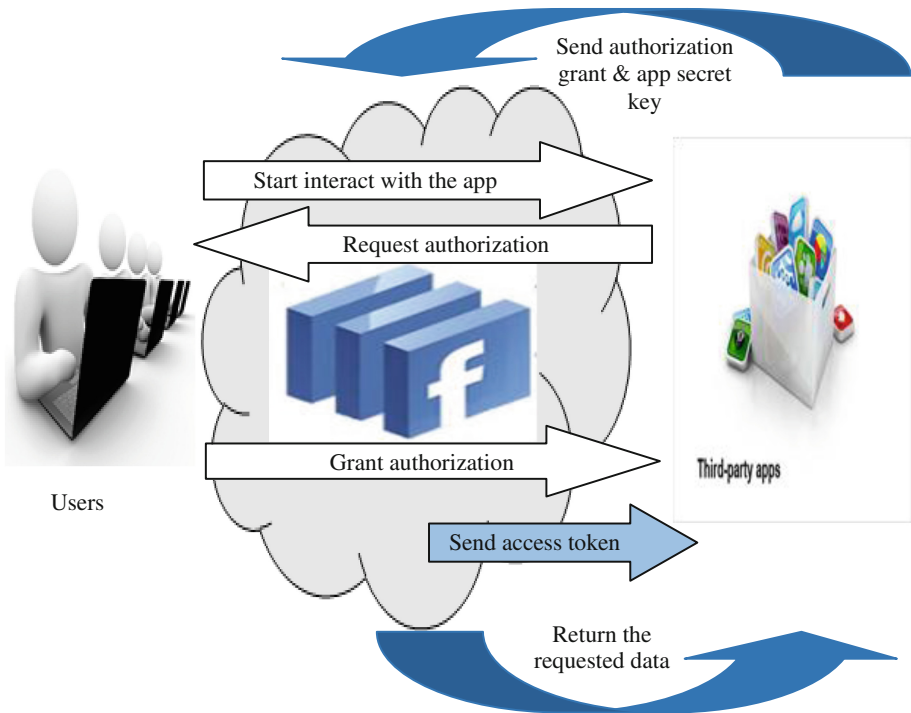 Send authorization
grant & app secret
key
Start interact with the app
Request authorization
f
Grant authorization
Third-party apps
Users
Send access token
Return the
requested data